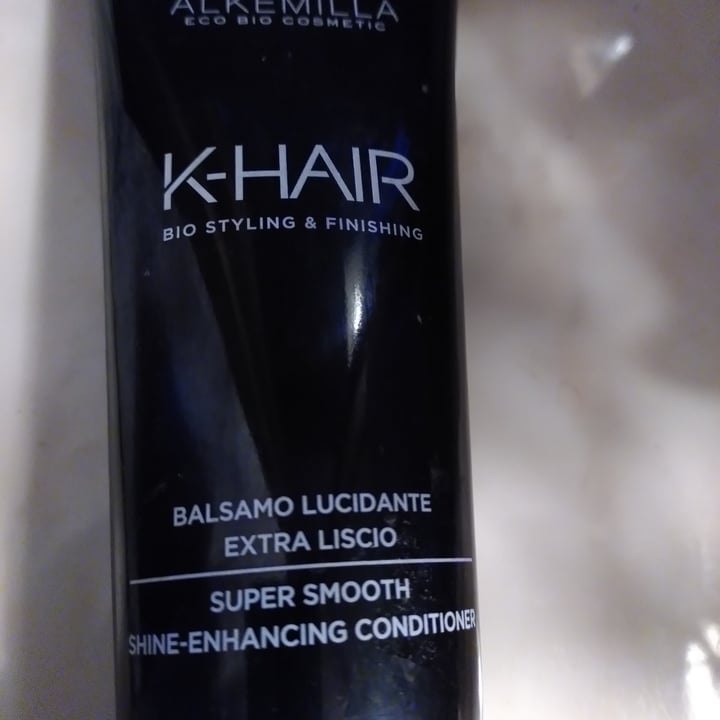 ALKEMILLA
ECO BIO COSMETIC
K-HAIR
BIO STYLING & FINISHING
BALSAMO LUCIDANTE
EXTRA LISCIO
SUPER SMOOTH
SHINE-ENHANCING CONDITIONER